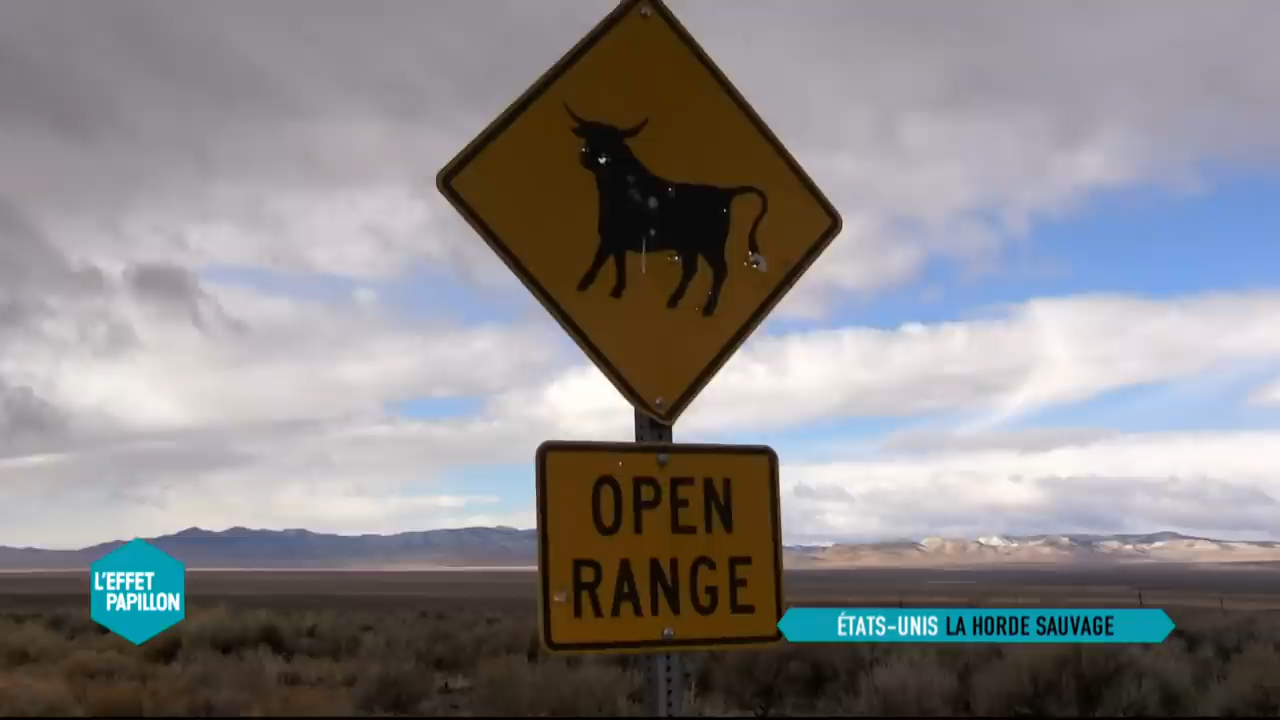 OPEN
RANGE
L'EFFET
PAPILLON
ÉTATS-UNIS LA HORDE SAUVAGE